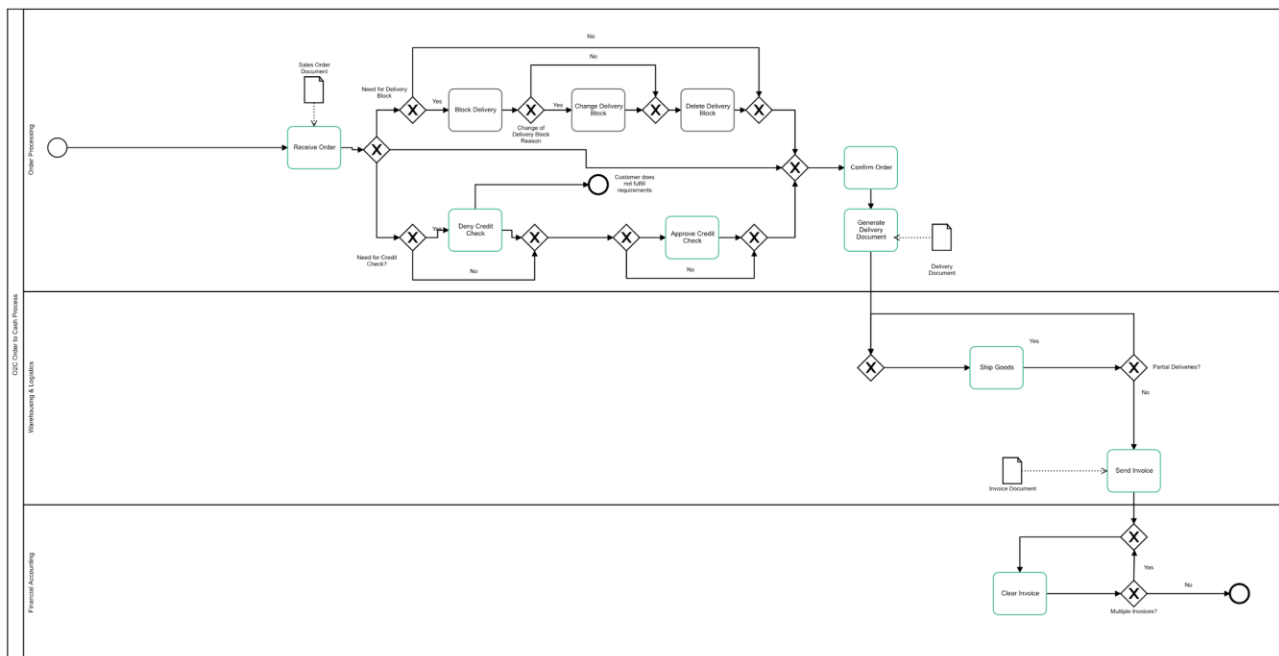 O2C Order to Cash Process
Order Processing
Sales Order
Document
Receive Order
Need for Delivery
Block
No
No
Yes
Block Delivery
Change of
Delivery Block
Reason
Yes
Change Delivery
Block
Delete Delivery
Block
Customer does
not fulfill
requirements
Need for Credit
Check?
Yes
Deny Credit
Check
No
Approve Credit
Check
No
Confirm Order
Generate
Delivery
Document
Delivery
Document
Warehousing & Logistics
Ship Goods
Yes
Partial Deliveries?
No
Invoice Document
Send Invoice
Financial Accounting
Clear Invoice
Yes
Multiple Invoices?
No